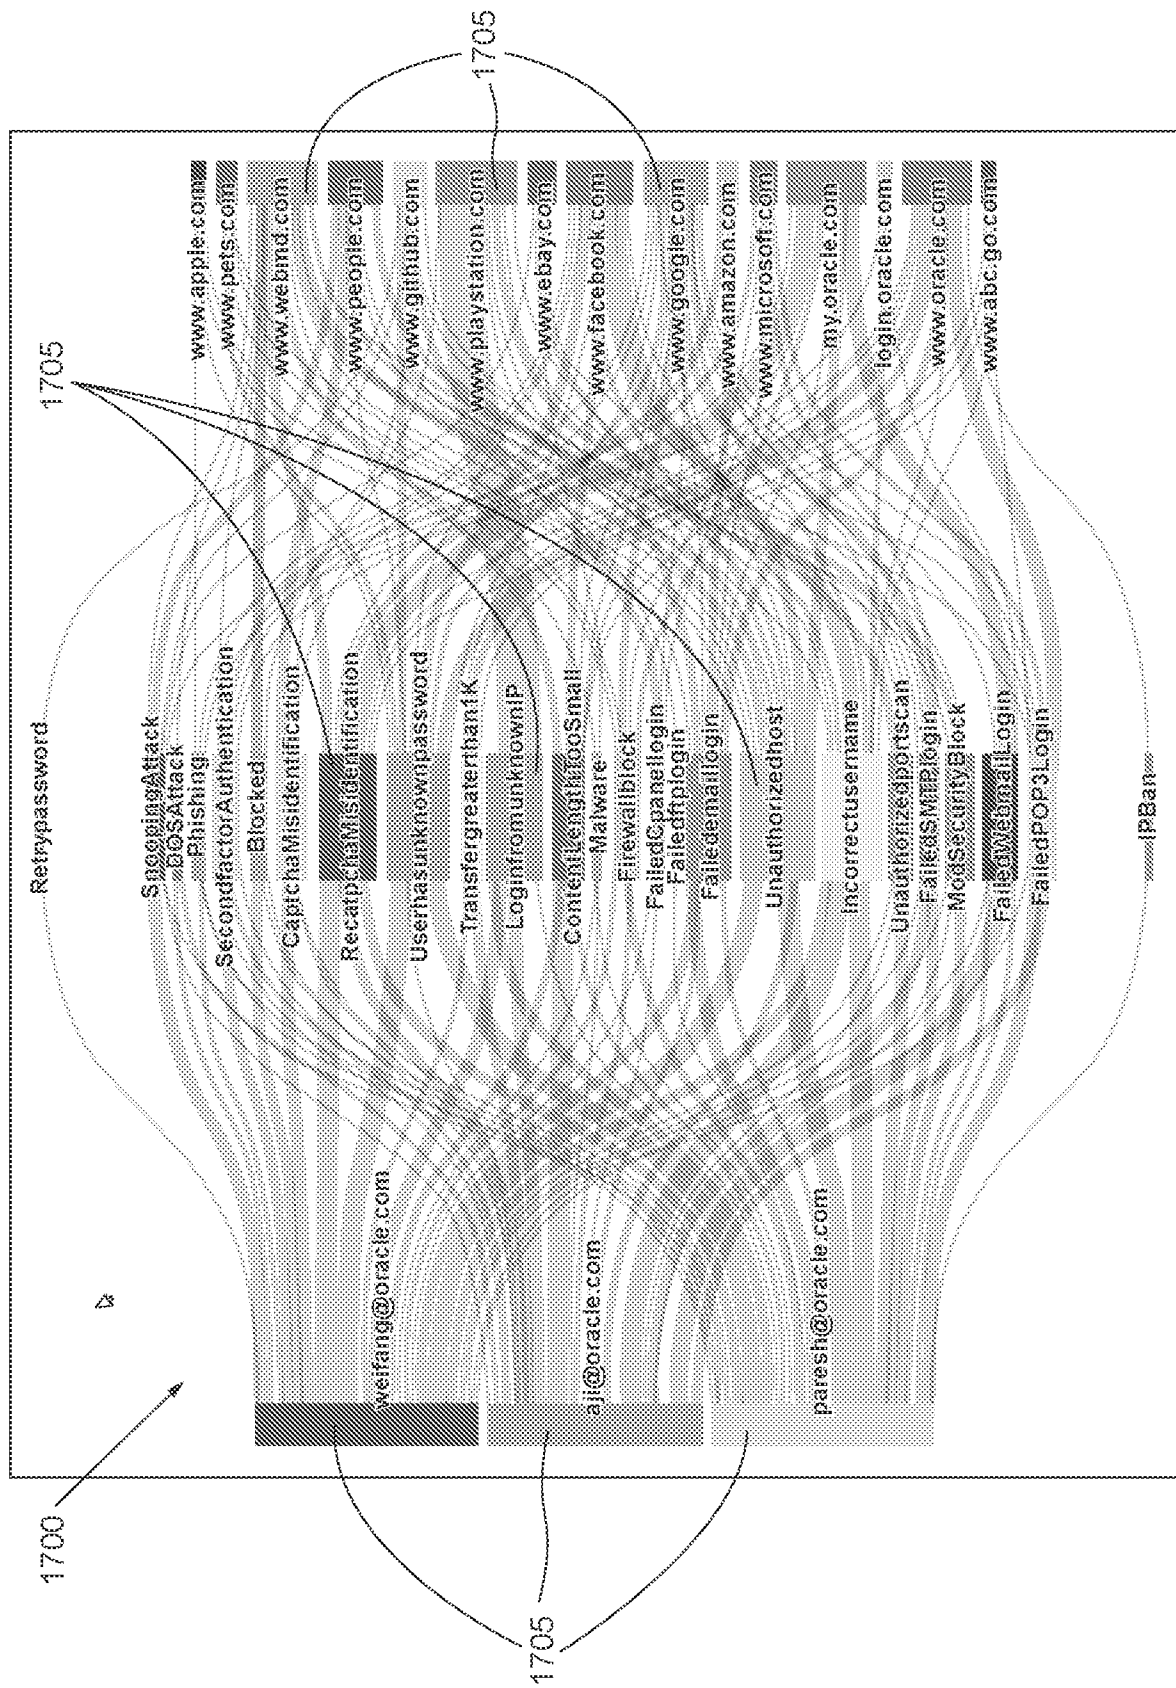 1700
1705
1705
1705
weifang@oracle.com
aji@oracle.com
paresh@oracle.com
Retrypassword
SnoopingAttack
DOSAttack
Phishing
SecondfactorAuthentication
Blocked
CaptchaMisidentification
RecatpchaMisidentification
Userhasunknownpassword
Transfergreaterthan1K
LoginfromunknownIP
ContentLengthTooSmall
Malware
Firewallblock
FailedCpanellogin
Failedftplogin
Failedemaillogin
Unauthorizedhost
Incorrectusername
Unauthorizedportscan
FailedSMTPlogin
ModSecurityBlock
FailedWebmailLogin
FailedPOP3Login
IPBan
www.apple.com
www.pets.com
www.webmd.com
www.people.com
www.github.com
www.playstation.com
www.ebay.com
www.facebook.com
www.google.com
www.amazon.com
www.microsoft.com
my.oracle.com
login.oracle.com
www.oracle.com
www.abc.go.com